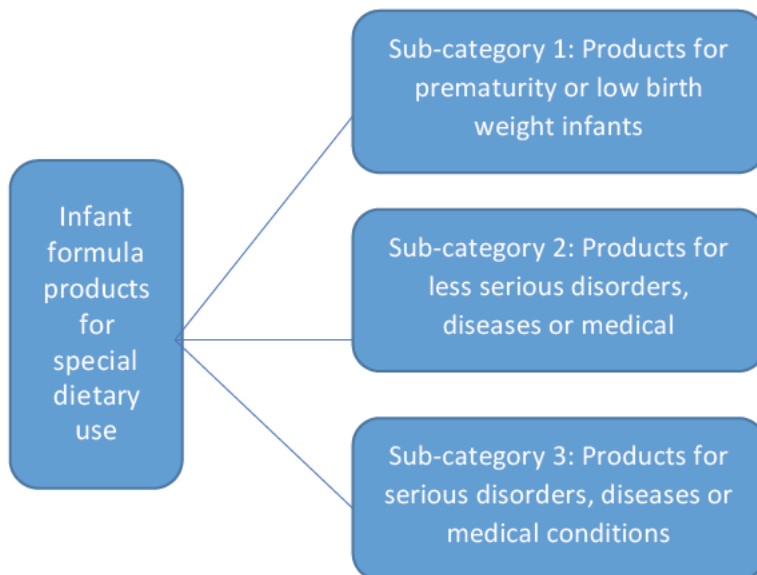 Infant
formula
products
for
special
dietary
use
Sub-category 1: Products for
prematurity or low birth
weight infants
Sub-category 2: Products for
less serious disorders,
diseases or medical
Sub-category 3: Products for
serious disorders, diseases or
medical conditions